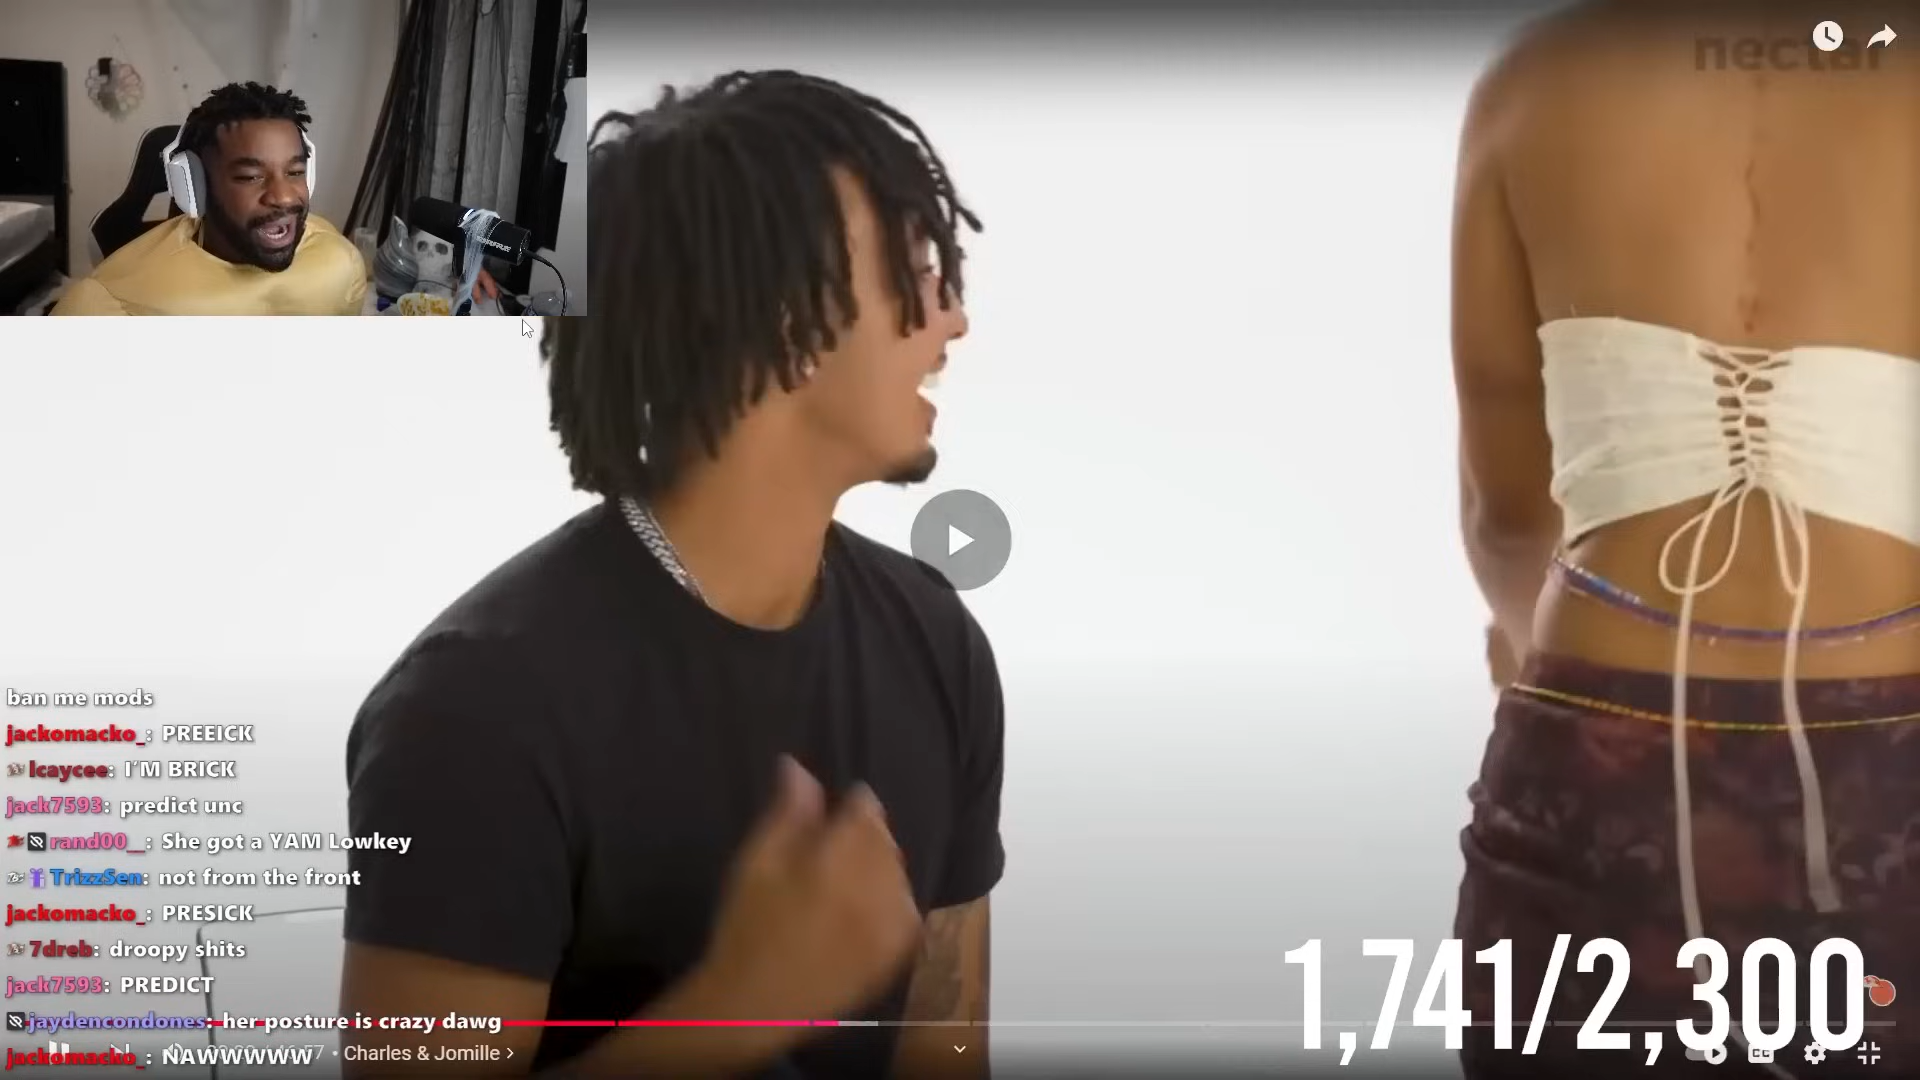 nectar
ban me mods
jackomacko_: PREEICK
lcaycee: I'M BRICK
jack7593: predict unc
rand00__: She got a YAM Lowkey
TrizzSen: not from the front
jackomacko_: PRESICK
7dreb: droopy shits
jack7593: PREDICT
jaydencondones: her posture is crazy dawg
jackomacko_: NAWWWWW
• Charles & Jomille >
1,741/2,300
CC